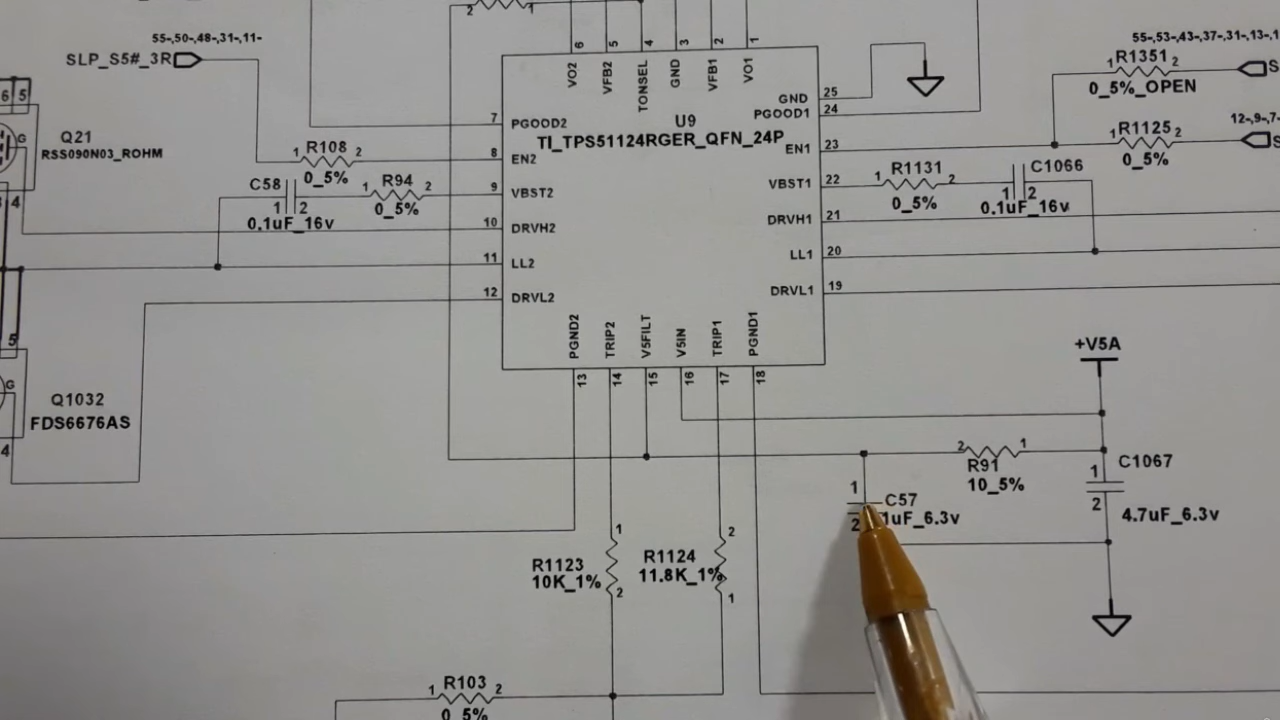 2 1
55-,50-,48-,31-,11-
SLP_S5#_3R
6 5 4 3 2 1
VO2 VFB2 TONSEL GND VFB1 VO1
55-,53-,43-,37-,31-,13-,1
R1351
1 2
0_5%_OPEN
S
6 5
Q21
RSS090N03_ROHM
G
4
7 PGOOD2
U9
TI_TPS51124RGER_QFN_24P
GND 25
PGOOD1 24
EN1 23
12-,9-,7-
R1125
1 2
0_5%
S
R108
1 2
0_5%
8 EN2
C58
1 2
0.1uF_16v
R94
1 2
0_5%
9 VBST2
VBST1 22
R1131
1 2
0_5%
C1066
1 2
0.1uF_16v
10 DRVH2
DRVH1 21
11 LL2
LL1 20
12 DRVL2
DRVL1 19
PGND2 TRIP2 V5FILT V5IN TRIP1 PGND1
13 14 15 16 17 18
5
G
Q1032
FDS6676AS
4
+V5A
2 1
R91
10_5%
1
C1067
2
4.7uF_6.3v
1
C57
2
1uF_6.3v
1
R1123
10K_1%
2
2
R1124
11.8K_1%
1
R103
1 2
0_5%